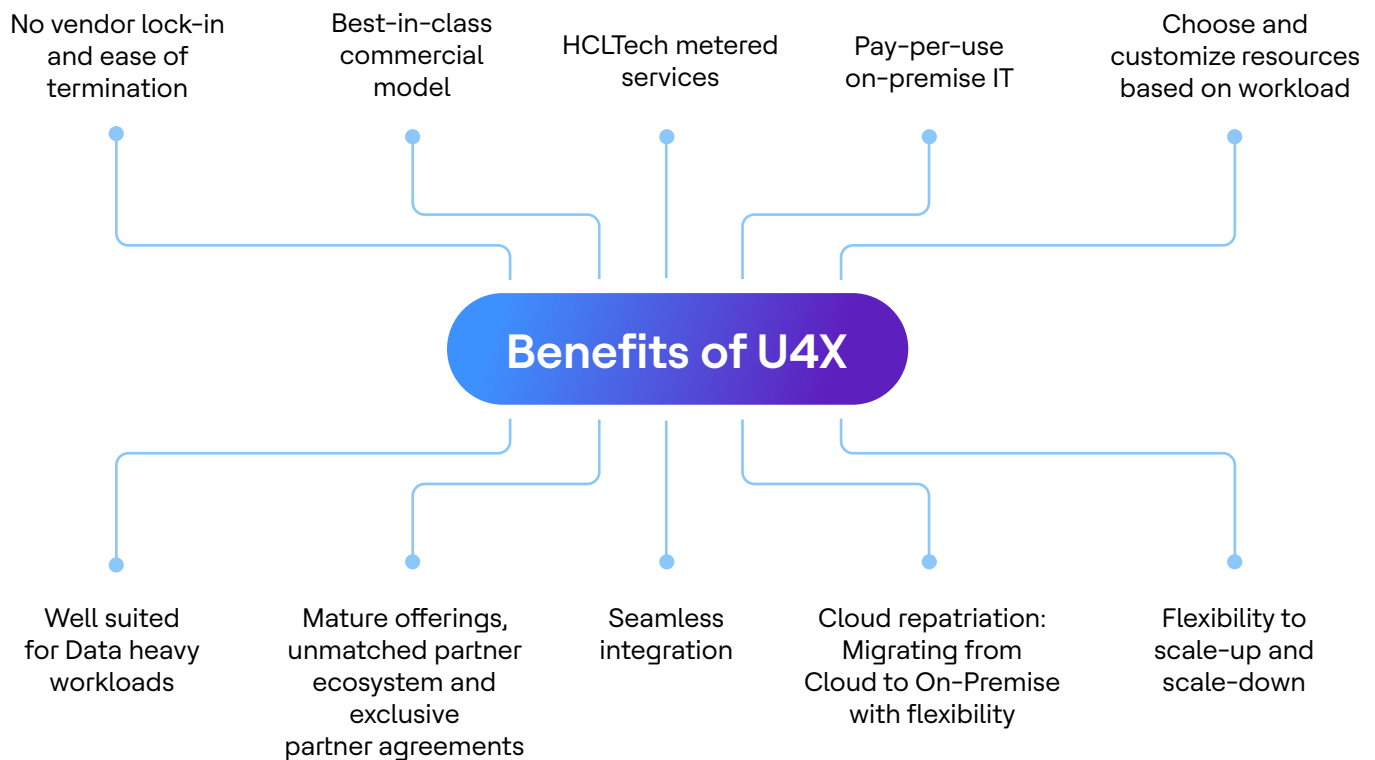 No vendor lock-in
and ease of
termination
Best-in-class
commercial
model
HCLTech metered
services
Pay-per-use
on-premise IT
Choose and
customize resources
based on workload
Benefits of U4X
Well suited
for Data heavy
workloads
Mature offerings,
unmatched partner
ecosystem and
exclusive
partner agreements
Seamless
integration
Cloud repatriation:
Migrating from
Cloud to On-Premise
with flexibility
Flexibility to
scale-up and
scale-down